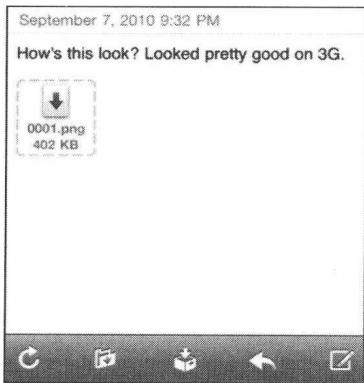 September 7, 2010 9:32 PM
How's this look? Looked pretty good on 3G.
0001.png
402 KB